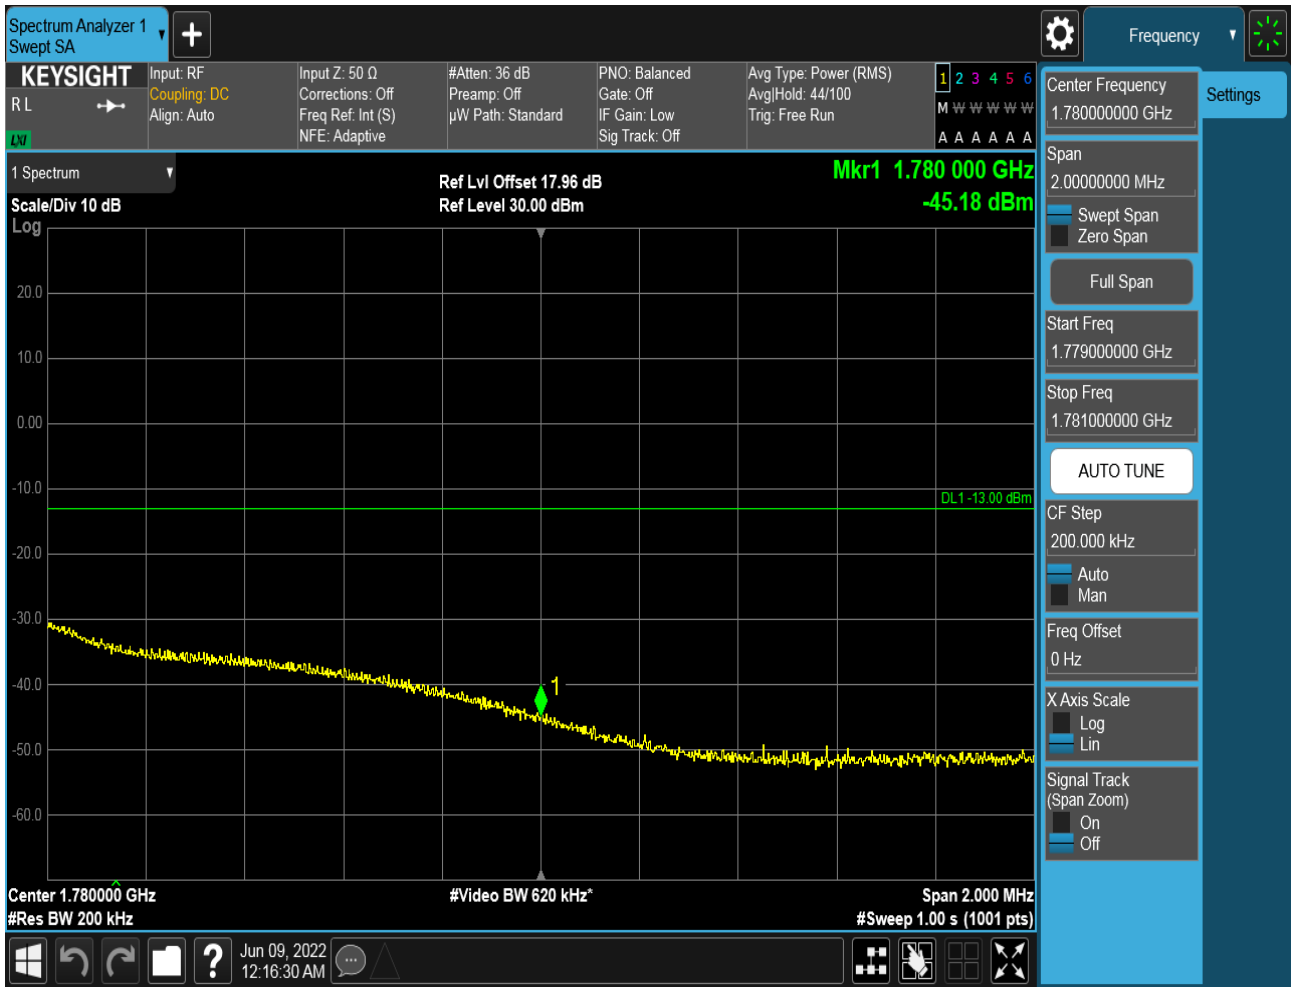 Spectrum Analyzer 1
Swept SA
Frequency
KEYSIGHT
R L
LXI
Input: RF
Coupling: DC
Align: Auto
Input Z: 50 Ω
Corrections: Off
Freq Ref: Int (S)
NFE: Adaptive
#Atten: 36 dB
Preamp: Off
µW Path: Standard
PNO: Balanced
Gate: Off
IF Gain: Low
Sig Track: Off
Avg Type: Power (RMS)
Avg|Hold: 44/100
Trig: Free Run
1 2 3 4 5 6
M W W W W W
A A A A A A
1 Spectrum
Scale/Div 10 dB
Log
Ref Lvl Offset 17.96 dB
Ref Level 30.00 dBm
Mkr1 1.780 000 GHz
-45.18 dBm
20.0
10.0
0.00
-10.0
DL1 -13.00 dBm
-20.0
-30.0
-40.0
1
-50.0
-60.0
Center 1.780000 GHz
#Res BW 200 kHz
#Video BW 620 kHz*
Span 2.000 MHz
#Sweep 1.00 s (1001 pts)
Center Frequency
1.780000000 GHz
Settings
Span
2.00000000 MHz
Swept Span
Zero Span
Full Span
Start Freq
1.779000000 GHz
Stop Freq
1.781000000 GHz
AUTO TUNE
CF Step
200.000 kHz
Auto
Man
Freq Offset
0 Hz
X Axis Scale
Log
Lin
Signal Track
(Span Zoom)
On
Off
?
Jun 09, 2022
12:16:30 AM